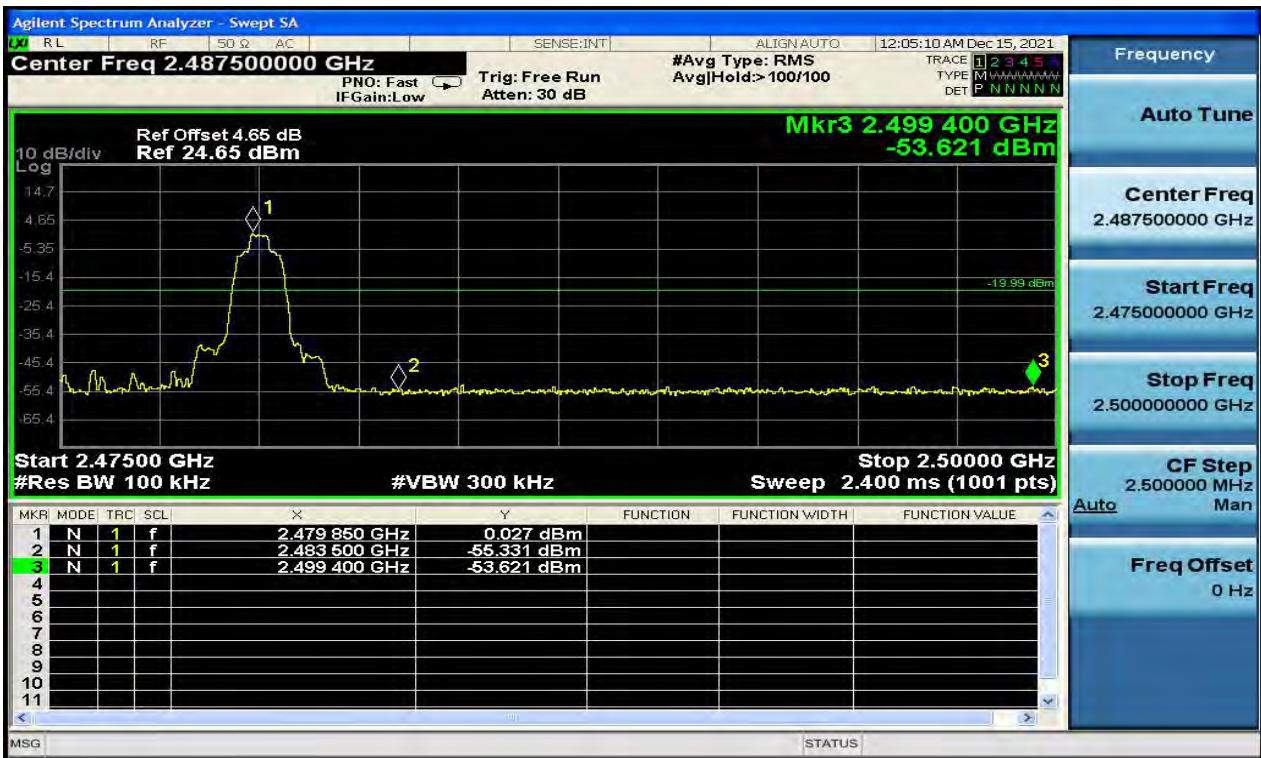 Agilent Spectrum Analyzer - Swept SA
LXI RL RF 50 Ω AC SENSE:INT ALIGNAUTO 12:05:10 AM Dec 15, 2021
Center Freq 2.487500000 GHz
PNO: Fast
IFGain:Low
Trig: Free Run
Atten: 30 dB
#Avg Type: RMS
Avg|Hold:>100/100
TRACE 1 2 3 4 5 6
TYPE M
DET P N N N N N
Mkr3 2.499 400 GHz
-53.621 dBm
Ref Offset 4.65 dB
10 dB/div Ref 24.65 dBm
Log
14.7
4.65
-5.35
-15.4
-25.4
-35.4
-45.4
-55.4
-65.4
1
2
3
-19.99 dBm
Start 2.47500 GHz Stop 2.50000 GHz
#Res BW 100 kHz #VBW 300 kHz Sweep 2.400 ms (1001 pts)
MKR MODE TRC SCL X Y FUNCTION FUNCTION WIDTH FUNCTION VALUE
1 N 1 f 2.479 850 GHz 0.027 dBm
2 N 1 f 2.483 500 GHz -55.331 dBm
3 N 1 f 2.499 400 GHz -53.621 dBm
4
5
6
7
8
9
10
11
MSG STATUS
Frequency
Auto Tune
Center Freq
2.487500000 GHz
Start Freq
2.475000000 GHz
Stop Freq
2.500000000 GHz
CF Step
2.500000 MHz
Auto Man
Freq Offset
0 Hz